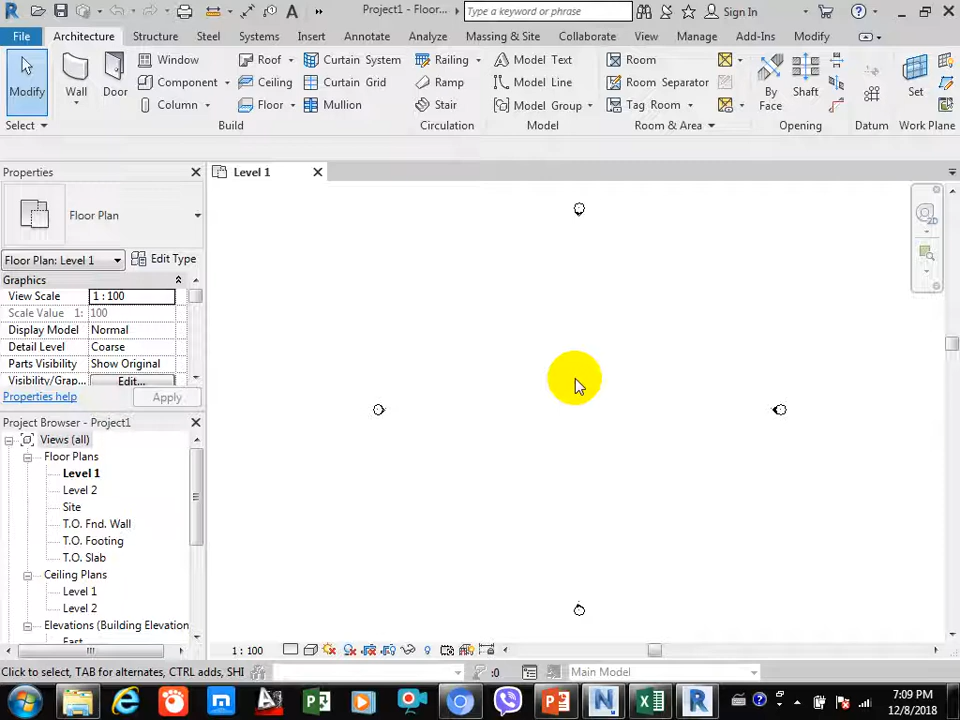 Project1 - Floor...
Type a keyword or phrase
Sign In
File
Architecture
Structure
Steel
Systems
Insert
Annotate
Analyze
Massing & Site
Collaborate
View
Manage
Add-Ins
Modify
Modify
Wall
Door
Window
Component
Column
Roof
Ceiling
Floor
Curtain System
Curtain Grid
Mullion
Railing
Ramp
Stair
Model Text
Model Line
Model Group
Room
Room Separator
Tag Room
By
Face
Shaft
Set
Select
Build
Circulation
Model
Room & Area
Opening
Datum
Work Plane
Properties
Level 1
Floor Plan
Floor Plan: Level 1
Edit Type
Graphics
View Scale
1 : 100
Scale Value 1:
100
Display Model
Normal
Detail Level
Coarse
Parts Visibility
Show Original
Visibility/Grap...
Edit...
Properties help
Apply
2D
Project Browser - Project1
Views (all)
Floor Plans
Level 1
Level 2
Site
T.O. Fnd. Wall
T.O. Footing
T.O. Slab
Ceiling Plans
Level 1
Level 2
Elevations (Building Elevation
East
1 : 100
Click to select, TAB for alternates, CTRL adds, SHI
:0
Main Model
7:09 PM
12/8/2018